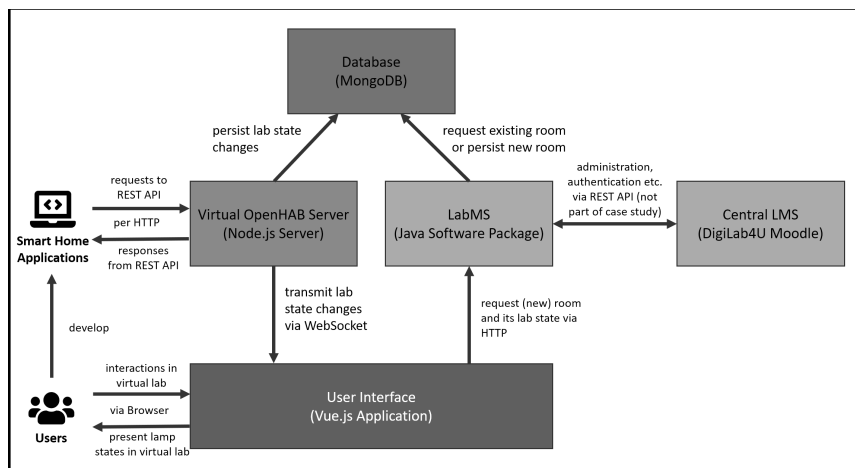 Database
(MongoDB)
persist lab state
changes
request existing room
or persist new room
requests to
REST API
per HTTP
responses
from REST API
Smart Home
Applications
Virtual OpenHAB Server
(Node.js Server)
LabMS
(Java Software Package)
administration,
authentication etc.
via REST API (not
part of case study)
Central LMS
(DigiLab4U Moodle)
develop
transmit lab
state changes
via WebSocket
request (new) room
and its lab state via
HTTP
interactions in
virtual lab
via Browser
present lamp
states in virtual lab
Users
User Interface
(Vue.js Application)